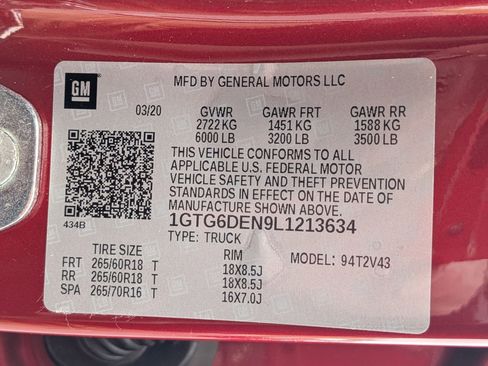 GM
MFD BY GENERAL MOTORS LLC
03/20 GVWR GAWR FRT GAWR RR
2722 KG 1451 KG 1588 KG
6000 LB 3200 LB 3500 LB
THIS VEHICLE CONFORMS TO ALL
APPLICABLE U.S. FEDERAL MOTOR
VEHICLE SAFETY AND THEFT PREVENTION
STANDARDS IN EFFECT ON THE DATE OF
MANUFACTURE SHOWN ABOVE.
434B
1GTG6DEN9L1213634
TYPE: TRUCK
TIRE SIZE RIM MODEL: 94T2V43
FRT 265/60R18 T 18X8.5J
RR 265/60R18 T 18X8.5J
SPA 265/70R16 T 16X7.0J